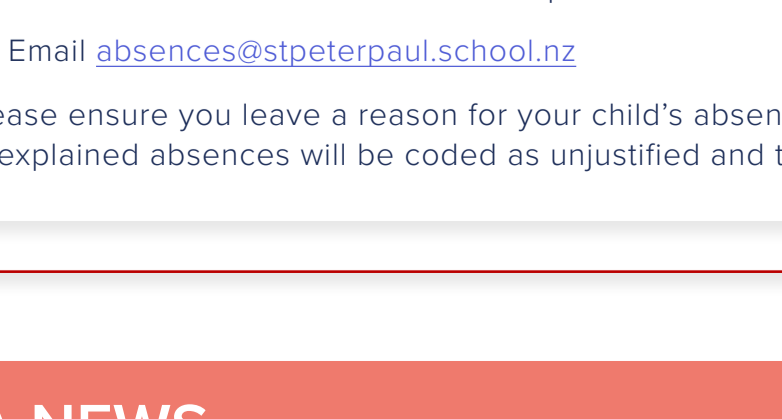 Email absences@stpeterpaul.school.nz
ease ensure you leave a reason for your child’s absen
explained absences will be coded as unjustified and t
NEWS